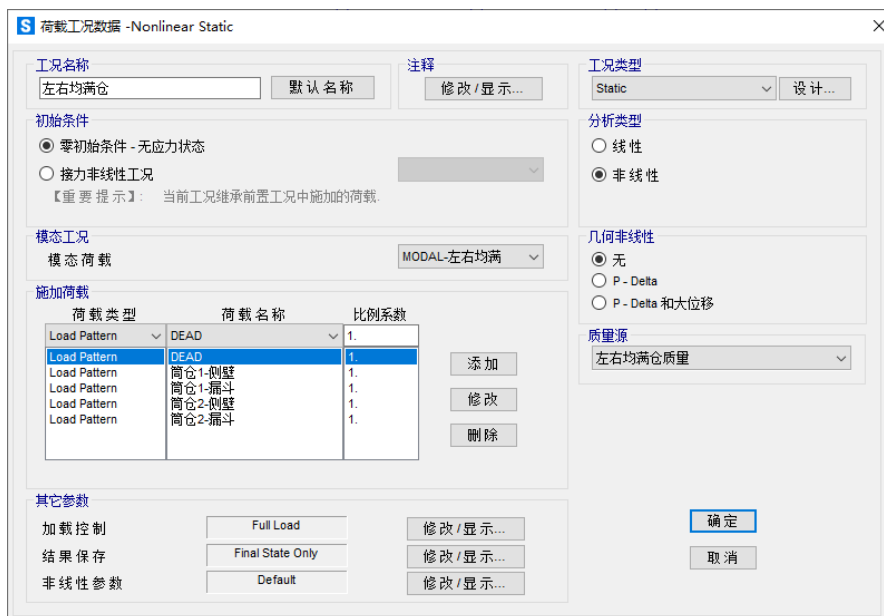 S 荷载工况数据 -Nonlinear Static
工况名称
左右均满仓
默认名称
注释
修改/显示...
工况类型
Static
设计...
初始条件
零初始条件 - 无应力状态
接力非线性工况
【重要提示】: 当前工况继承前置工况中施加的荷载.
分析类型
线性
非线性
模态工况
模态荷载
MODAL-左右均满
几何非线性
无
P - Delta
P - Delta 和大位移
施加荷载
荷载类型 荷载名称 比例系数
Load Pattern DEAD 1.
Load Pattern DEAD 1.
Load Pattern 筒仓1-侧壁 1.
Load Pattern 筒仓1-漏斗 1.
Load Pattern 筒仓2-侧壁 1.
Load Pattern 筒仓2-漏斗 1.
添加
修改
删除
质量源
左右均满仓质量
其它参数
加载控制 Full Load 修改/显示...
结果保存 Final State Only 修改/显示...
非线性参数 Default 修改/显示...
确定
取消